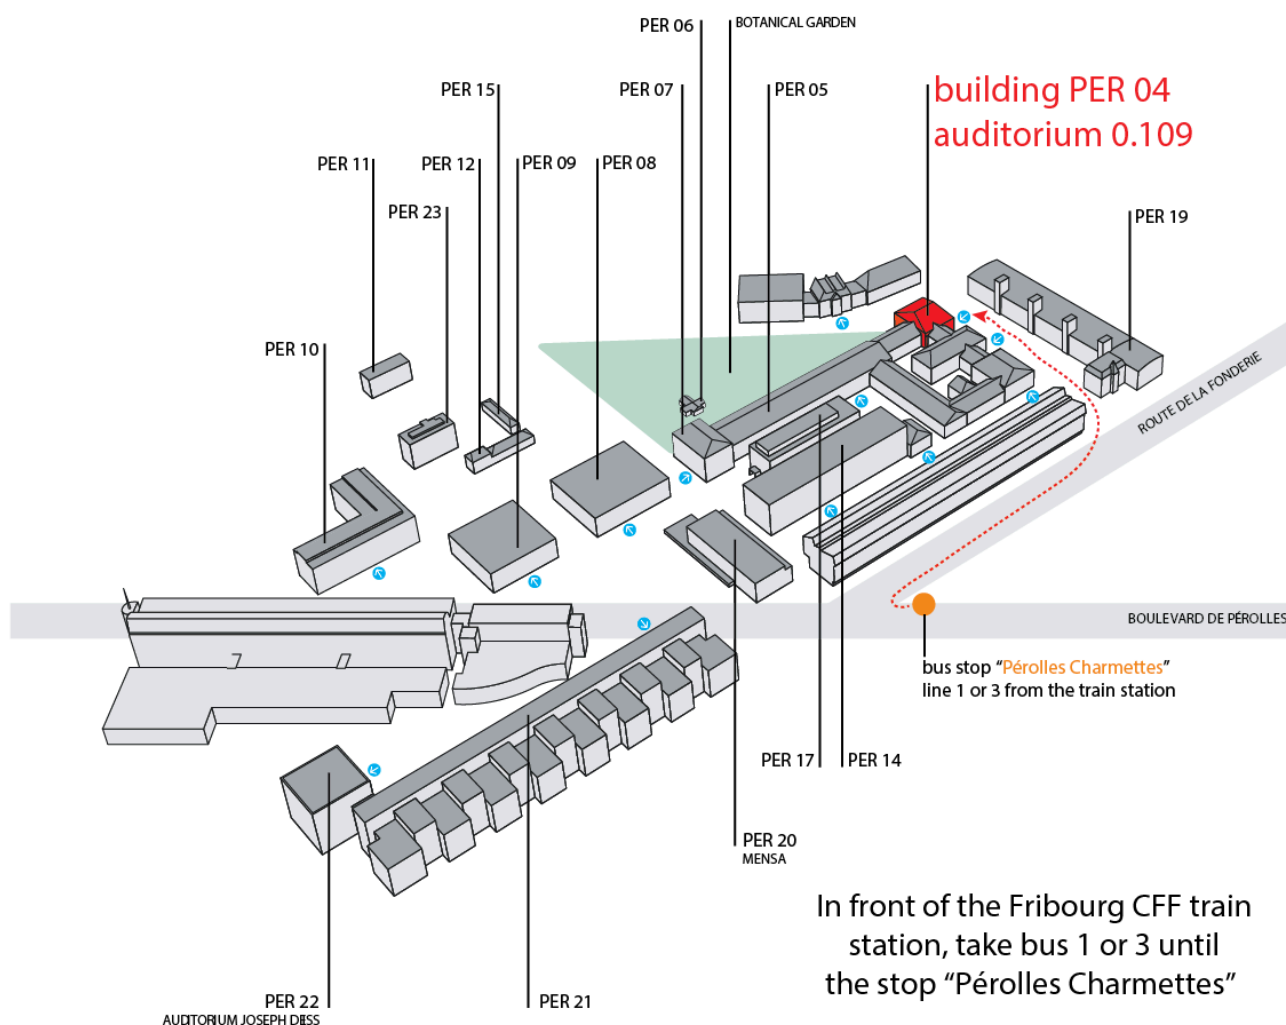 PER 06
BOTANICAL GARDEN
PER 15
PER 07
PER 05
building PER 04
auditorium 0.109
PER 11
PER 12
PER 09
PER 08
PER 23
PER 19
PER 10
ROUTE DE LA FONDERIE
BOULEVARD DE PÉROLLES
bus stop “Pérolles Charmettes”
line 1 or 3 from the train station
PER 17
PER 14
PER 20
MENSA
In front of the Fribourg CFF train
station, take bus 1 or 3 until
the stop “Pérolles Charmettes”
PER 22
AUDITORIUM JOSEPH DEISS
PER 21